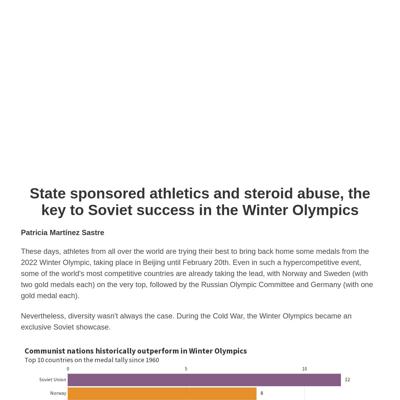 State sponsored athletics and steroid abuse, the
key to Soviet success in the Winter Olympics
Patricia Martínez Sastre
These days, athletes from all over the world are trying their best to bring back home some medals from the
2022 Winter Olympic, taking place in Beijing until February 20th. Even in such a hypercompetitive event,
some of the world's most competitive countries are already taking the lead, with Norway and Sweden (with
two gold medals each) on the very top, followed by the Russian Olympic Committee and Germany (with one
gold medal each).
Nevertheless, diversity wasn't always the case. During the Cold War, the Winter Olympics became an
exclusive Soviet showcase.
Communist nations historically outperform in Winter Olympics
Top 10 countries on the medal tally since 1960
0 5 10
Soviet Union 12
Norway 8